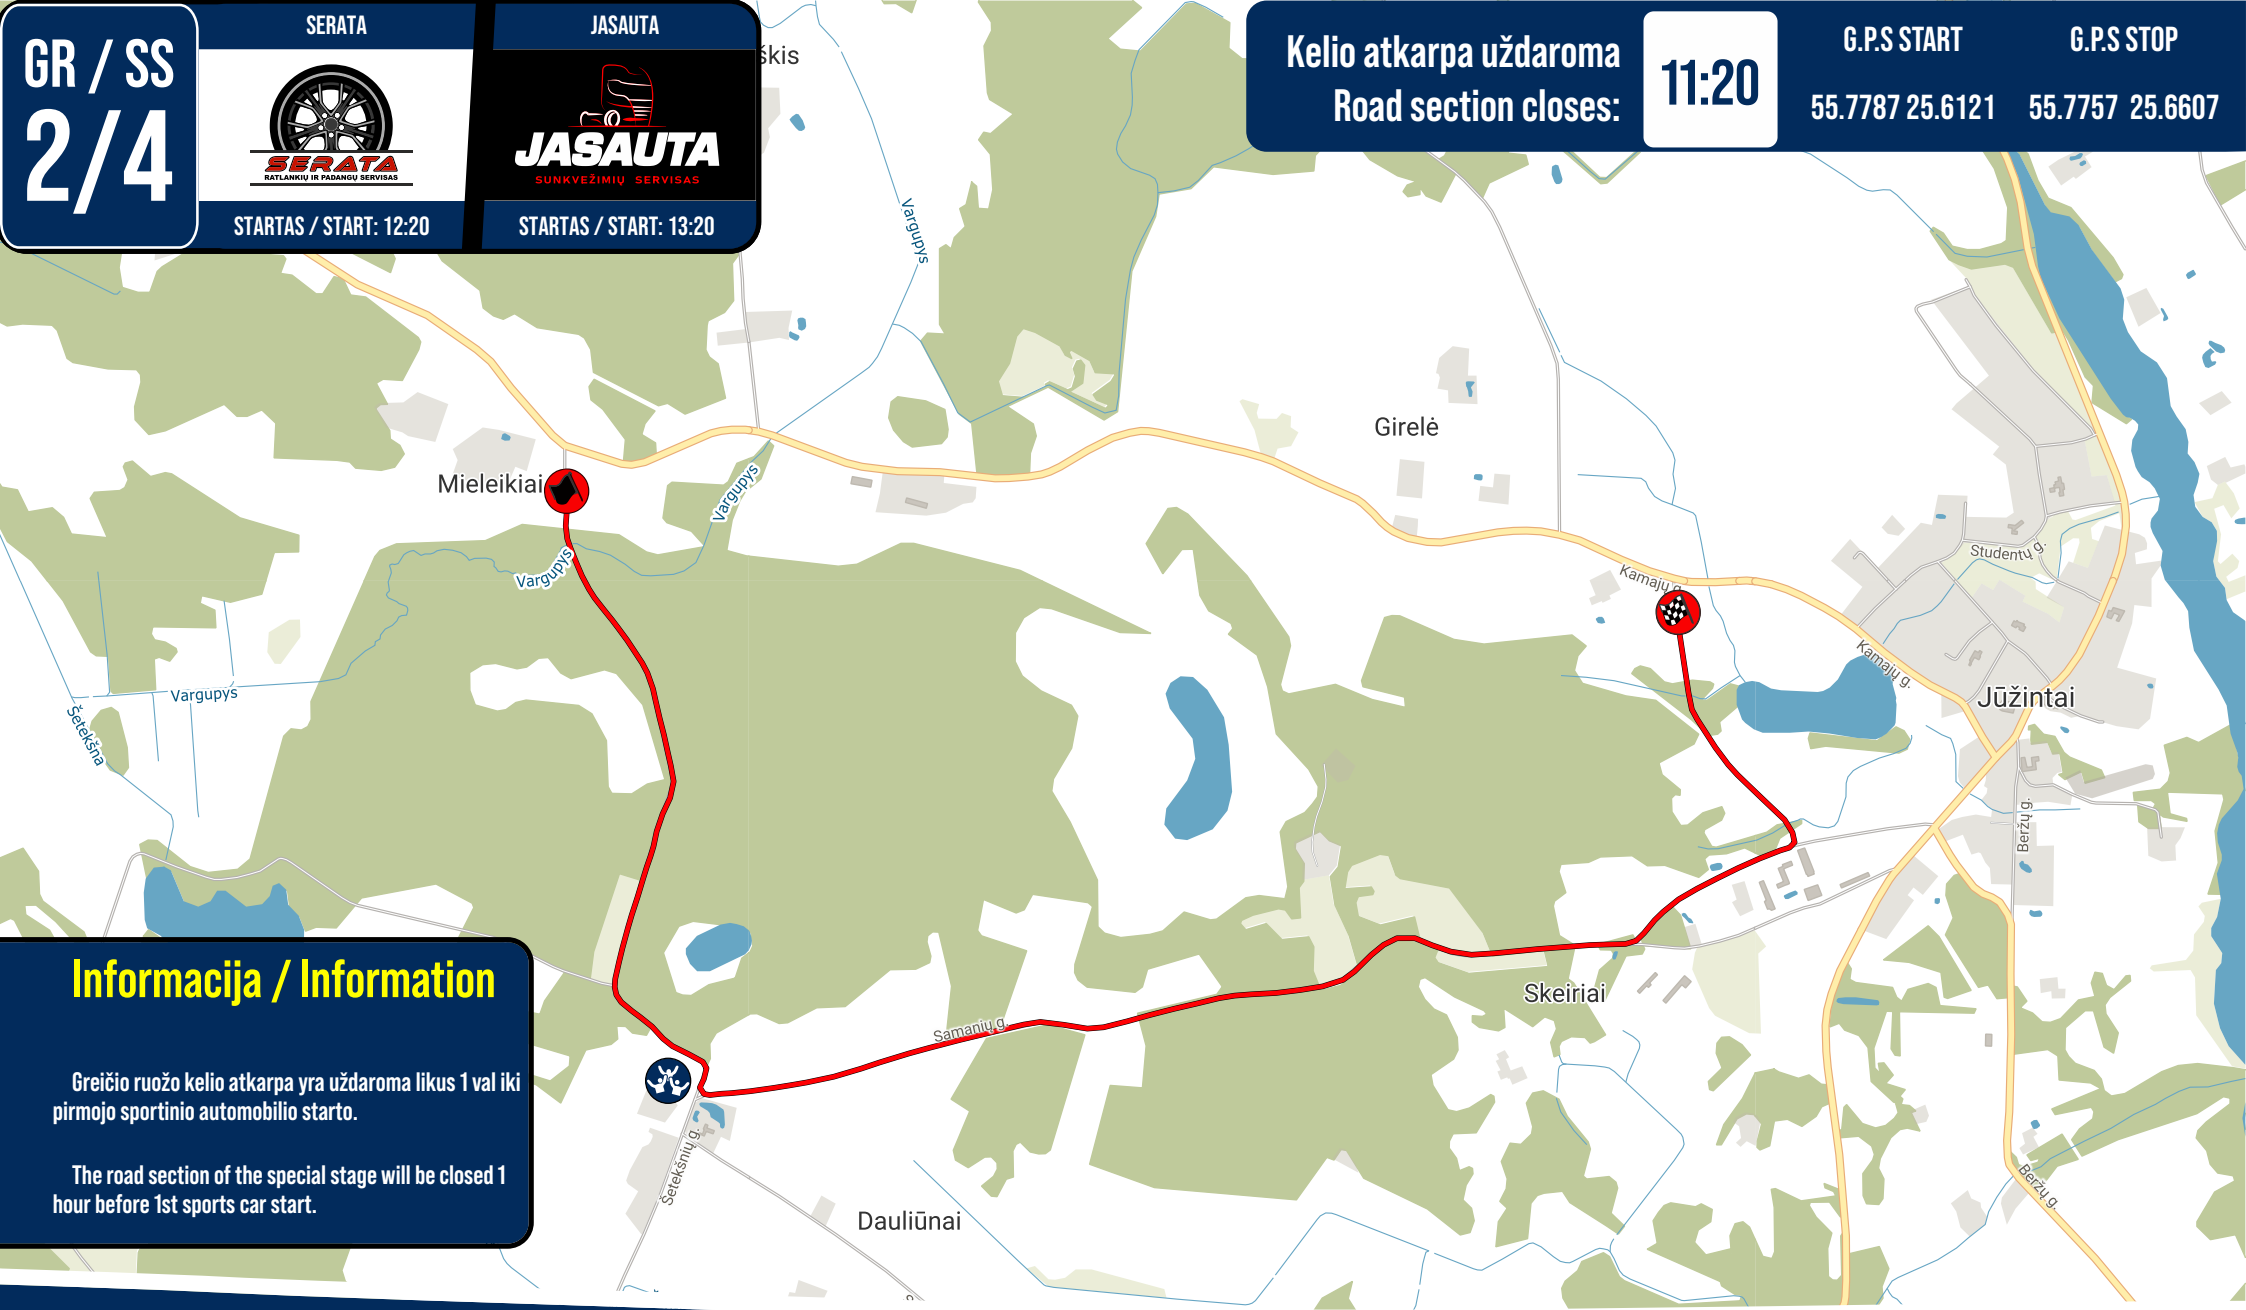 GR / SS
2/4
SERATA
SERATA
RATLANKIŲ IR PADANGŲ SERVISAS
STARTAS / START: 12:20
JASAUTA
JASAUTA
SUNKVEŽIMIŲ SERVISAS
STARTAS / START: 13:20
Kelio atkarpa uždaroma
Road section closes:
11:20
G.P.S START
55.7787 25.6121
G.P.S STOP
55.7757 25.6607
Vargupys
Girelė
Mieleikiai
Vargupys
Vargupys
Kamajų g.
Studentų g.
Kamajų g.
Jūžintai
Vargupys
Šetekšna
Beržų g.
Skeiriai
Samanių g.
Šetekšnių g.
Dauliūnai
Beržų g.
Informacija / Information
Greičio ruožo kelio atkarpa yra uždaroma likus 1 val iki
pirmojo sportinio automobilio starto.
The road section of the special stage will be closed 1
hour before 1st sports car start.